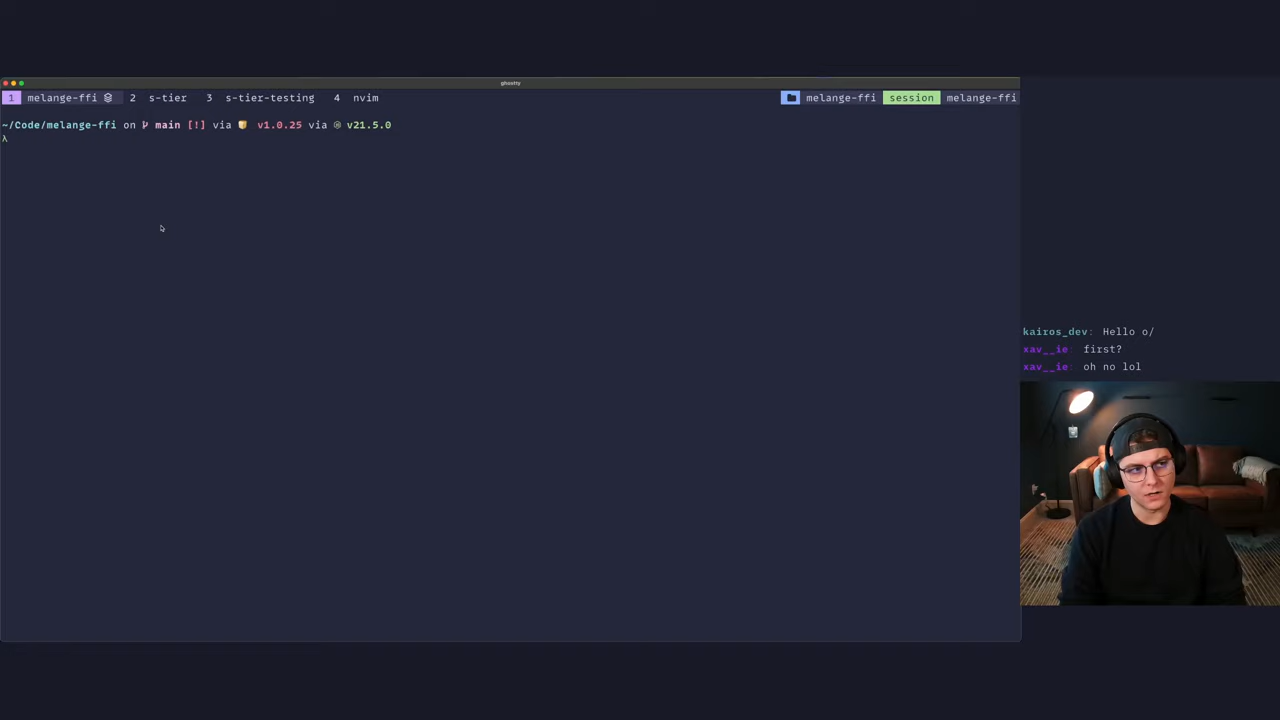 ghostty
1 melange-ffi 2 s-tier 3 s-tier-testing 4 nvim melange-ffi session melange-ffi
~/Code/melange-ffi on main [!] via v1.0.25 via v21.5.0
λ
kairos_dev: Hello o/
xav__ie: first?
xav__ie: oh no lol